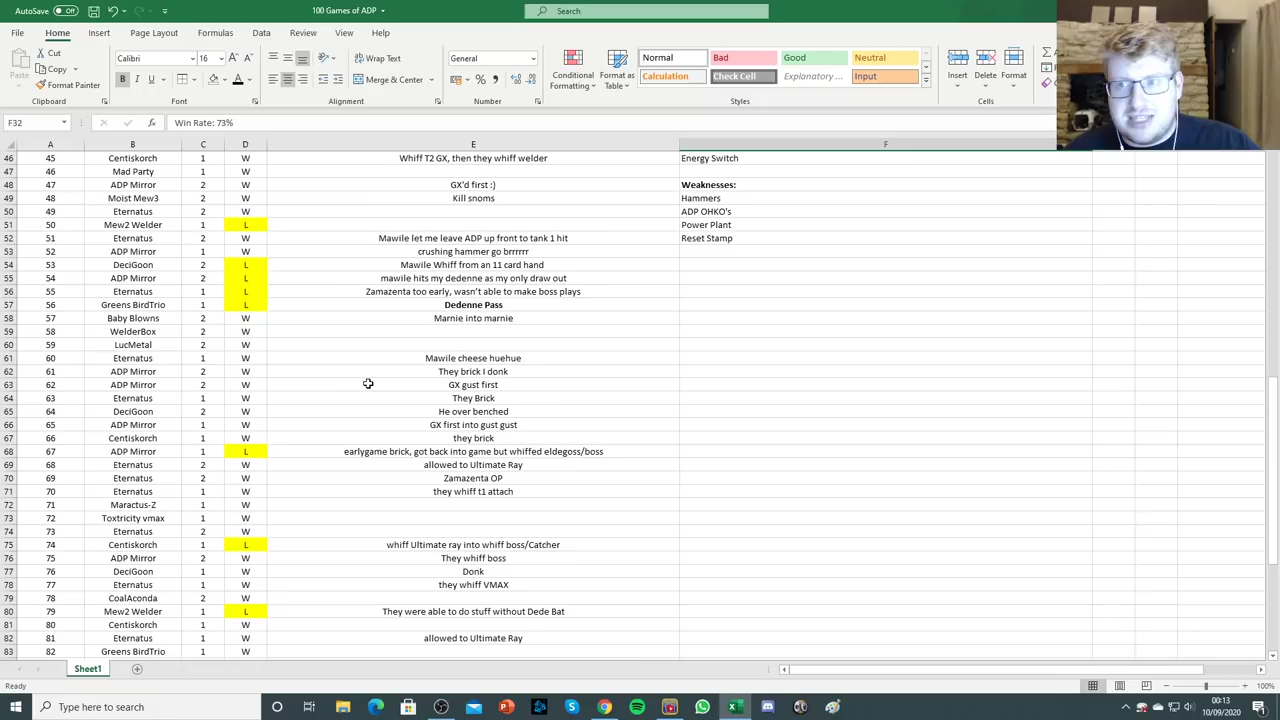 AutoSave Off 100 Games of ADP Search
File Home Insert Page Layout Formulas Data Review View Help
Cut
Copy
Format Painter
Paste
Clipboard
Calibri 16
B I U
Font
Wrap Text
Merge & Center
Alignment
General
Number
Conditional Formatting
Format as Table
Normal Bad Good Neutral
Calculation Check Cell Explanatory ... Input
Styles
Insert Delete Format
Cells
F32 fx Win Rate: 73%
A B C D E F
46 45 Centiskorch 1 W Whiff T2 GX, then they whiff welder Energy Switch
47 46 Mad Party 1 W
48 47 ADP Mirror 2 W GX'd first :) Weaknesses:
49 48 Moist Mew3 2 W Kill snoms Hammers
50 49 Eternatus 2 W ADP OHKO's
51 50 Mew2 Welder 1 L Power Plant
52 51 Eternatus 2 W Mawile let me leave ADP up front to tank 1 hit Reset Stamp
53 52 ADP Mirror 1 W crushing hammer go brrrrrr
54 53 DeciGoon 2 L Mawile Whiff from an 11 card hand
55 54 ADP Mirror 2 L mawile hits my dedenne as my only draw out
56 55 Eternatus 1 L Zamazenta too early, wasn't able to make boss plays
57 56 Greens BirdTrio 1 L Dedenne Pass
58 57 Baby Blowns 2 W Marnie into marnie
59 58 WelderBox 2 W
60 59 LucMetal 2 W
61 60 Eternatus 1 W Mawile cheese huehue
62 61 ADP Mirror 2 W They brick I donk
63 62 ADP Mirror 2 W GX gust first
64 63 Eternatus 1 W They Brick
65 64 DeciGoon 2 W He over benched
66 65 ADP Mirror 2 W GX first into gust gust
67 66 Centiskorch 1 W they brick
68 67 ADP Mirror 1 L earlygame brick, got back into game but whiffed eldegoss/boss
69 68 Eternatus 2 W allowed to Ultimate Ray
70 69 Eternatus 2 W Zamazenta OP
71 70 Eternatus 1 W they whiff t1 attach
72 71 Maractus-Z 1 W
73 72 Toxtricity vmax 1 W
74 73 Eternatus 2 W
75 74 Centiskorch 1 L whiff Ultimate ray into whiff boss/Catcher
76 75 ADP Mirror 2 W They whiff boss
77 76 DeciGoon 1 W Donk
78 77 Eternatus 1 W they whiff VMAX
79 78 CoalAconda 2 W
80 79 Mew2 Welder 1 L They were able to do stuff without Dede Bat
81 80 Centiskorch 1 W
82 81 Eternatus 1 W allowed to Ultimate Ray
83 82 Greens BirdTrio 1 W
Sheet1
Ready 100%
Type here to search
00:13
10/09/2020